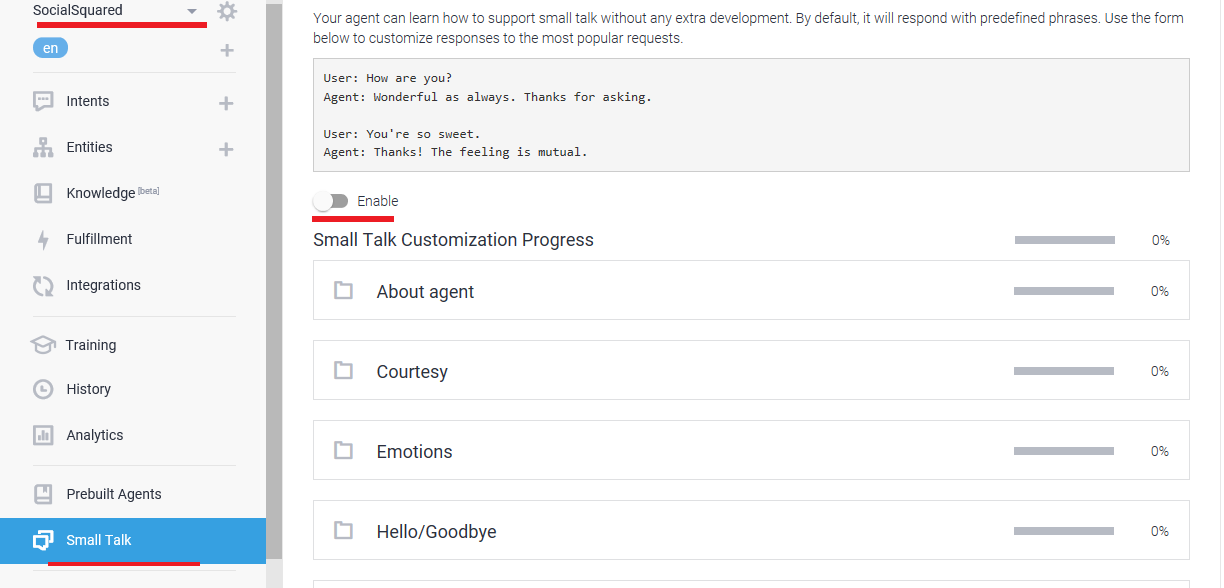 SocialSquared
en
Intents
Entities
Knowledge [beta]
Fulfillment
Integrations
Training
History
Analytics
Prebuilt Agents
Small Talk
Your agent can learn how to support small talk without any extra development. By default, it will respond with predefined phrases. Use the form
below to customize responses to the most popular requests.
User: How are you?
Agent: Wonderful as always. Thanks for asking.
User: You're so sweet.
Agent: Thanks! The feeling is mutual.
Enable
Small Talk Customization Progress 0%
About agent 0%
Courtesy 0%
Emotions 0%
Hello/Goodbye 0%